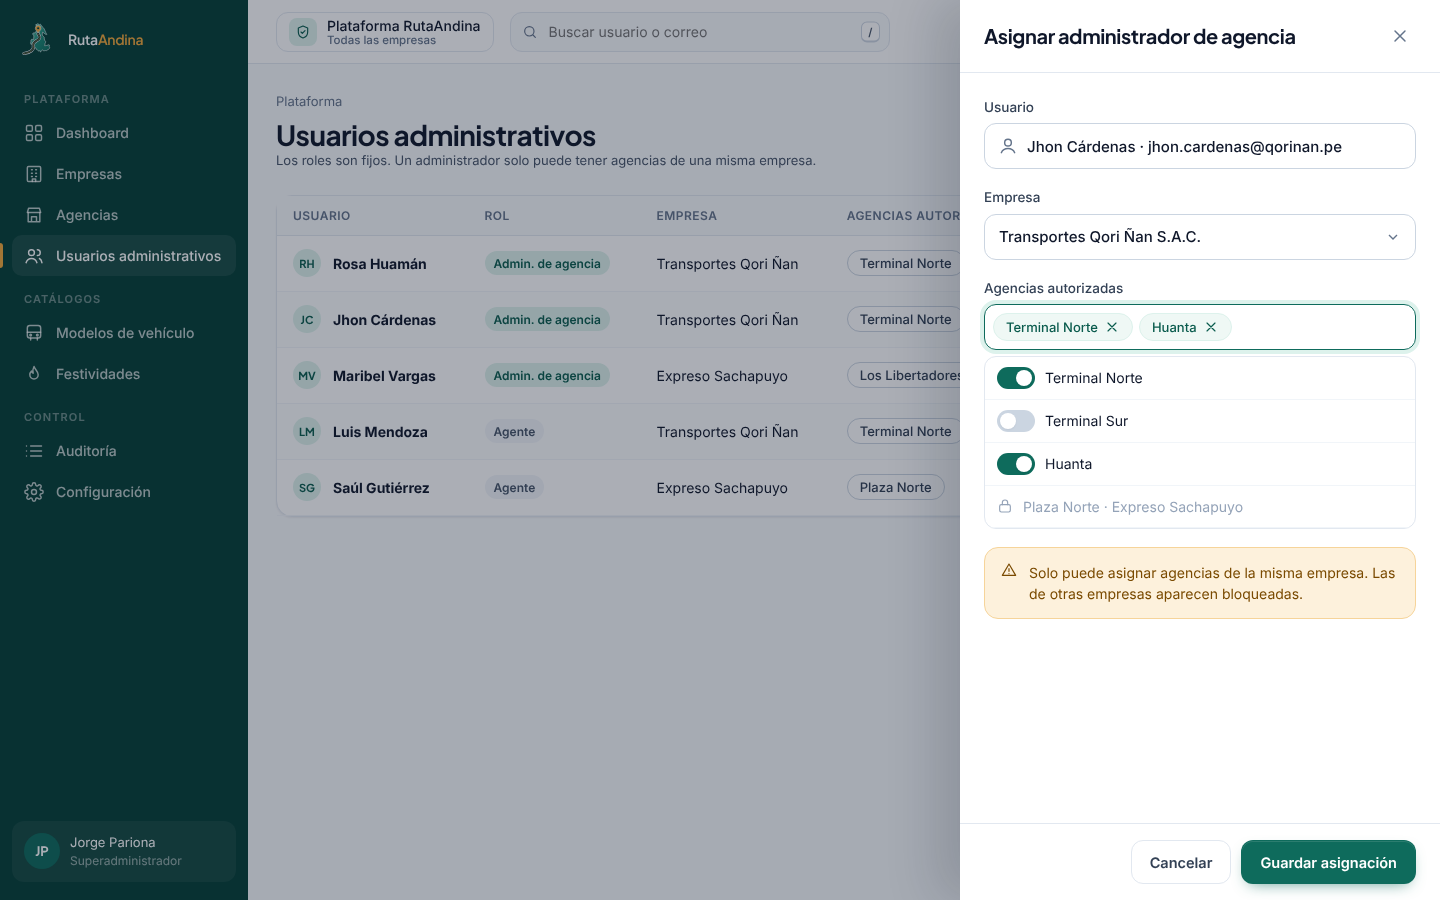 RutaAndina
PLATAFORMA
Dashboard
Empresas
Agencias
Usuarios administrativos
CATÁLOGOS
Modelos de vehículo
Festividades
CONTROL
Auditoría
Configuración
JP
Jorge Pariona
Superadministrador
Plataforma RutaAndina
Todas las empresas
Buscar usuario o correo
/
Plataforma
Usuarios administrativos
Los roles son fijos. Un administrador solo puede tener agencias de una misma empresa.
USUARIO ROL EMPRESA AGENCIAS AUTOR
RH Rosa Huamán Admin. de agencia Transportes Qori Ñan Terminal Norte
JC Jhon Cárdenas Admin. de agencia Transportes Qori Ñan Terminal Norte
MV Maribel Vargas Admin. de agencia Expreso Sachapuyo Los Libertadores
LM Luis Mendoza Agente Transportes Qori Ñan Terminal Norte
SG Saúl Gutiérrez Agente Expreso Sachapuyo Plaza Norte
Asignar administrador de agencia
Usuario
Jhon Cárdenas · jhon.cardenas@qorinan.pe
Empresa
Transportes Qori Ñan S.A.C.
Agencias autorizadas
Terminal Norte Huanta
Terminal Norte
Terminal Sur
Huanta
Plaza Norte · Expreso Sachapuyo
Solo puede asignar agencias de la misma empresa. Las
de otras empresas aparecen bloqueadas.
Cancelar
Guardar asignación